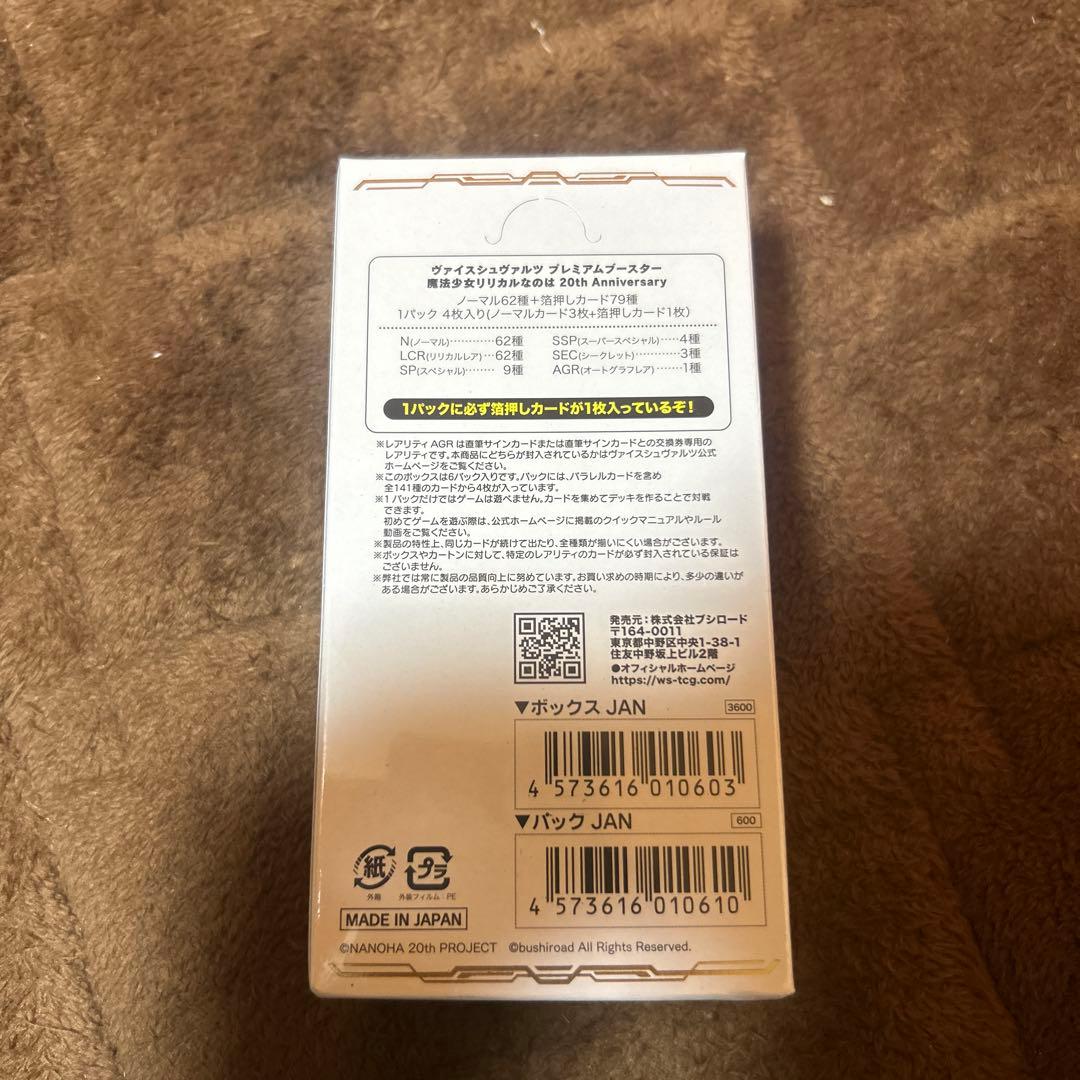 ヴァイスシュヴァルツ プレミアムブースター
魔法少女リリカルなのは 20th Anniversary
ノーマル62種+箔押しカード79種
1パック 4枚入り(ノーマルカード3枚+箔押しカード1枚)
N(ノーマル)············62種
LCR(リリカルレア)···62種
SP(スペシャル)······· 9種
SSP(スーパースペシャル)·····4種
SEC(シークレット)············3種
AGR(オートグラフレア)·······1種
1パックに必ず箔押しカードが1枚入っているぞ!
※レアリティ AGR は直筆サインカードまたは直筆サインカードとの交換券専用の
レアリティです。本商品にどちらが封入されているかはヴァイスシュヴァルツ公式
ホームページをご覧ください。
※このボックスは6パック入りです。パックには、パラレルカードを含め
全141種のカードから4枚が入っています。
※1パックだけではゲームは遊べません。カードを集めてデッキを作ることで対戦
できます。
初めてゲームを遊ぶ際は、公式ホームページに掲載のクイックマニュアルやルール
動画をご覧ください。
※製品の特性上、同じカードが続けて出たり、全種類が揃いにくい場合がございます。
※ボックスやカートンに対して、特定のレアリティのカードが必ず封入されている保証は
ございません。
※弊社では常に製品の品質向上に努めています。お買い求めの時期により、多少の違いが
ある場合がございます。あらかじめご了承ください。
発売元:株式会社ブシロード
〒164-0011
東京都中野区中央1-38-1
住友中野坂上ビル2階
●オフィシャルホームページ
https://ws-tcg.com/
▼ボックス JAN 3600
4 573616 010603
▼パック JAN 600
4 573616 010610
紙
外箱
プラ
外装フィルム:PE
MADE IN JAPAN
©NANOHA 20th PROJECT ©bushiroad All Rights Reserved.